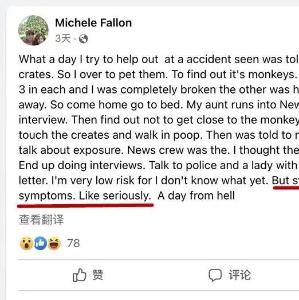 Michele Fallon
3天 ·
What a day I try to help out at a accident seen was tol
crates. So I over to pet them. To find out it's monkeys.
3 in each and I was completely broken the other was h
away. So come home go to bed. My aunt runs into New
interview. Then find out not to get close to the monkey
touch the creates and walk in poop. Then was told to n
talk about exposure. News crew was the. I thought the
End up doing interviews. Talk to police and a lady with
letter. I'm very low risk for I don't know what yet. But s
symptoms. Like seriously. A day from hell
查看翻译
78
赞 评论